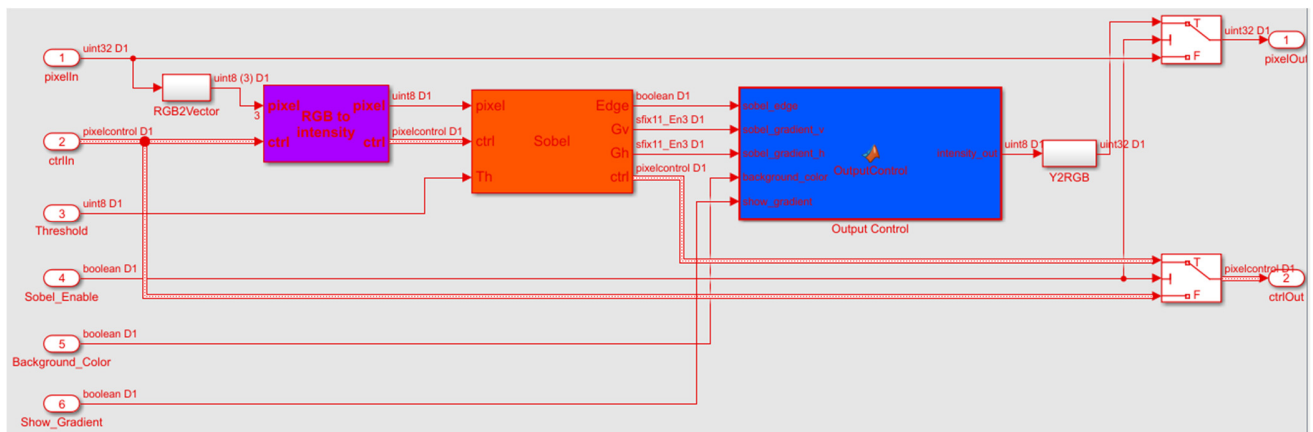 1
uint32 D1
pixelIn
RGB2Vector
uint8 (3) D1
3
pixel
ctrl
RGB to
intensity
pixel
ctrl
uint8 D1
pixelcontrol D1
2
pixelcontrol D1
ctrlIn
3
uint8 D1
Threshold
4
boolean D1
Sobel_Enable
5
boolean D1
Background_Color
6
boolean D1
Show_Gradient
pixel
ctrl
Th
Sobel
Edge
Gv
Gh
ctrl
boolean D1
sfix11_En3 D1
sfix11_En3 D1
pixelcontrol D1
sobel_edge
sobel_gradient_v
sobel_gradient_h
background_color
show_gradient
OutputControl
intensity_out
Output Control
uint8 D1
Y2RGB
uint32 D1
T
F
uint32 D1
1
pixelOut
T
F
pixelcontrol D1
2
ctrlOut